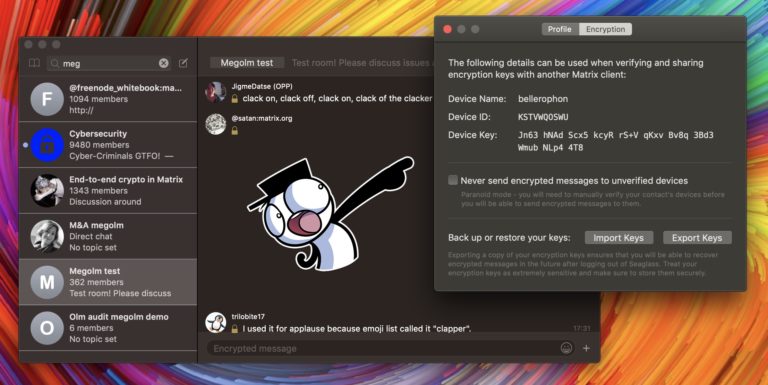 meg
@freenode_whitebook:ma...
1094 members
http://
Cybersecurity
9480 members
Cyber-Criminals GTFO! —
End-to-end crypto in Matrix
1343 members
Discussion around
M&A megolm
Direct chat
No topic set
M
Megolm test
362 members
Test room! Please discuss
O
Olm audit megolm demo
6 members
No topic set
F
Megolm test
Test room! Please discuss issues
JigmeDatse (OPP)
clack on, clack off, clack on, clack of the clacker
@satan:matrix.org
trilobite17
I used it for applause because emoji list called it "clapper".
17:31
Encrypted message
Profile
Encryption
The following details can be used when verifying and sharing
encryption keys with another Matrix client:
Device Name: bellerophon
Device ID: KSTVWQOSWU
Device Key: Jn63 hNAd Scx5 kcyR rS+V qKxv Bv8q 3Bd3
Wmub NLp4 4T8
Never send encrypted messages to unverified devices
Paranoid mode - you will need to manually verify your contact's devices before
you will be able to send encrypted messages to them.
Back up or restore your keys:
Import Keys
Export Keys
Exporting a copy of your encryption keys ensures that you will be able to recover
encrypted messages in the future after logging out of Seaglass. Treat your
encryption keys as extremely sensitive and make sure to store them securely.